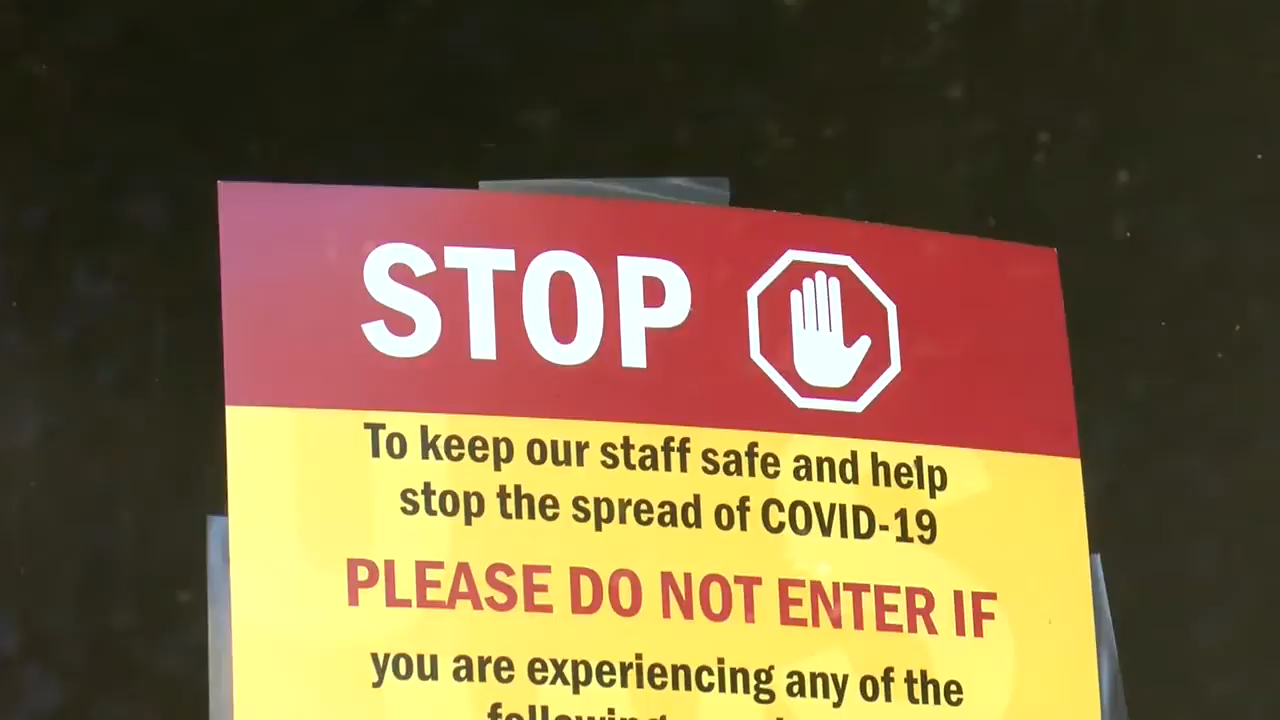 STOP
To keep our staff safe and help
stop the spread of COVID-19
PLEASE DO NOT ENTER IF
you are experiencing any of the
following